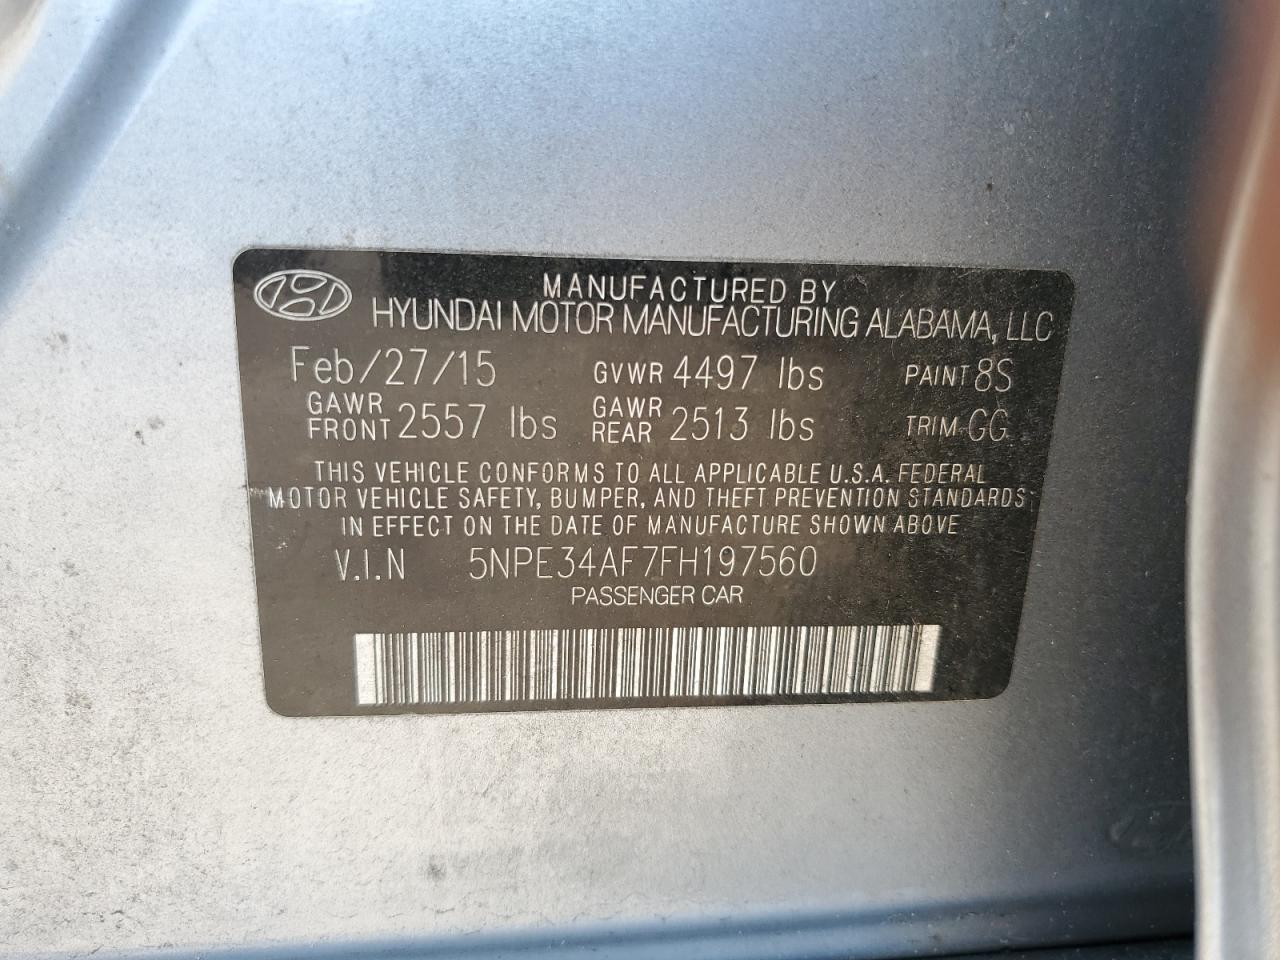 MANUFACTURED BY
HYUNDAI MOTOR MANUFACTURING ALABAMA, LLC
Feb/27/15 GVWR 4497 lbs PAINT 8S
GAWR FRONT 2557 lbs GAWR REAR 2513 lbs TRIM GG
THIS VEHICLE CONFORMS TO ALL APPLICABLE U.S.A. FEDERAL
MOTOR VEHICLE SAFETY, BUMPER, AND THEFT PREVENTION STANDARDS
IN EFFECT ON THE DATE OF MANUFACTURE SHOWN ABOVE
V.I.N 5NPE34AF7FH197560
PASSENGER CAR